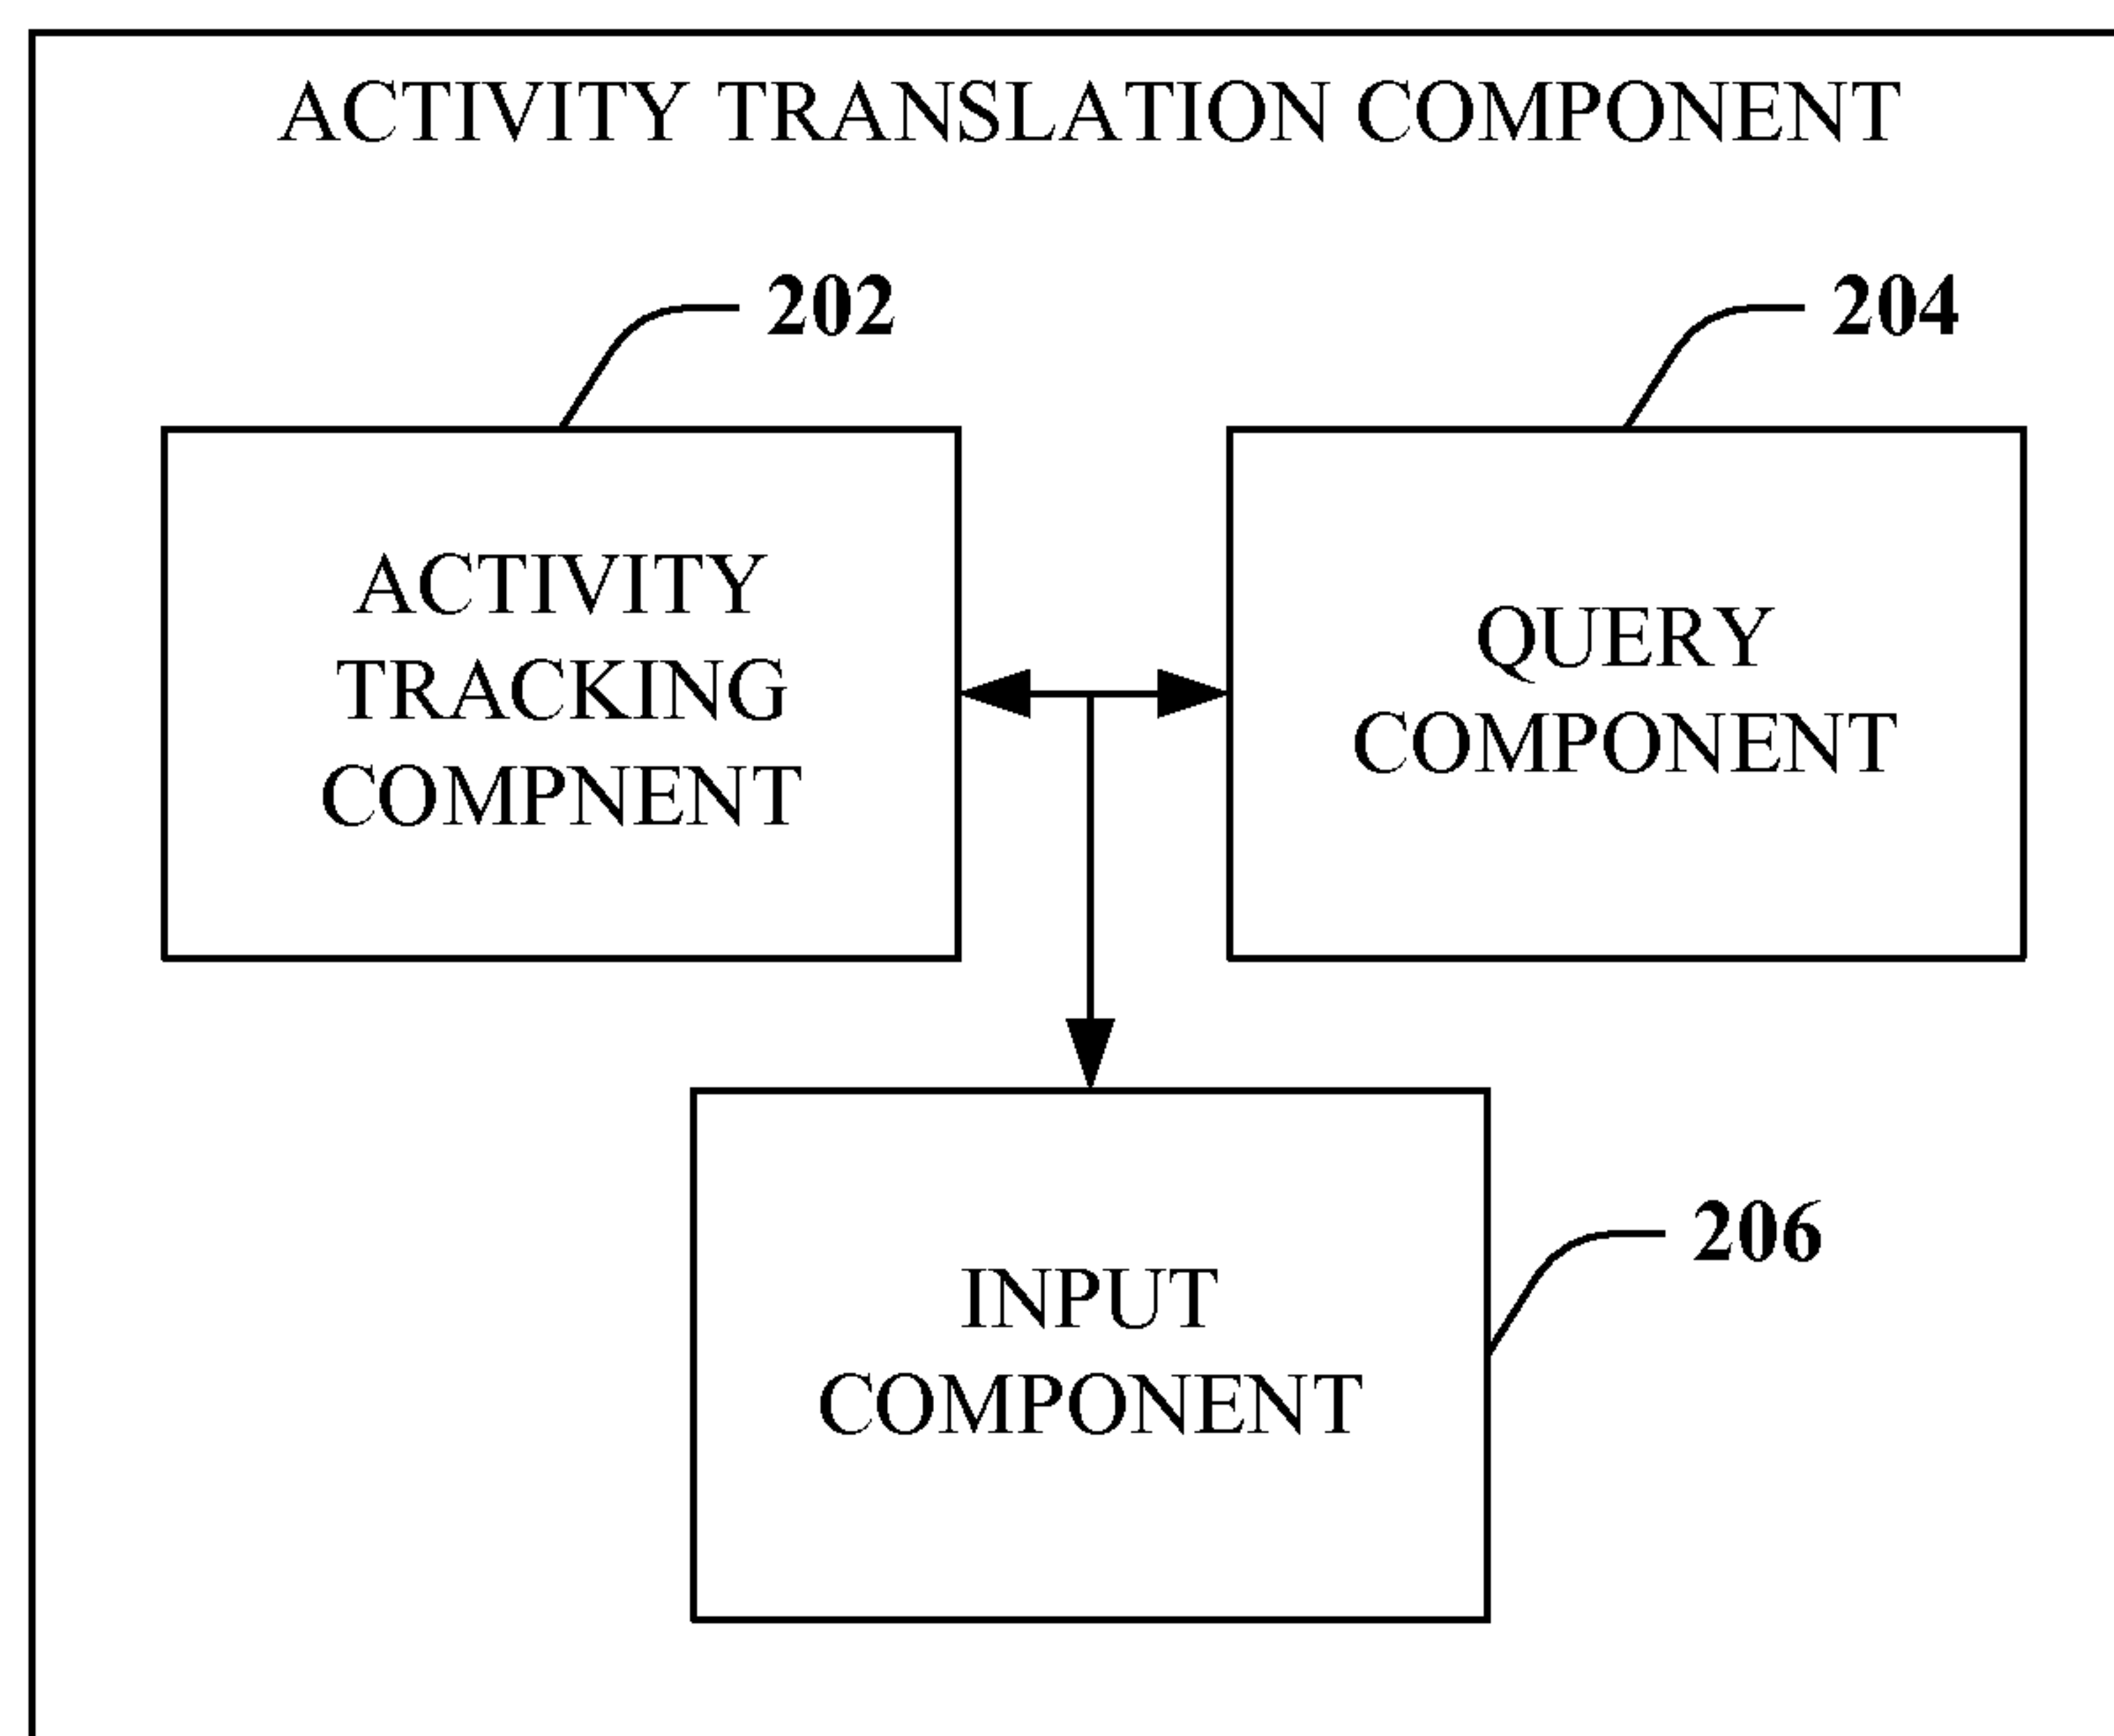 ACTIVITY TRANSLATION COMPONENT
202
204
ACTIVITY
TRACKING
COMPNENT
QUERY
COMPONENT
206
INPUT
COMPONENT